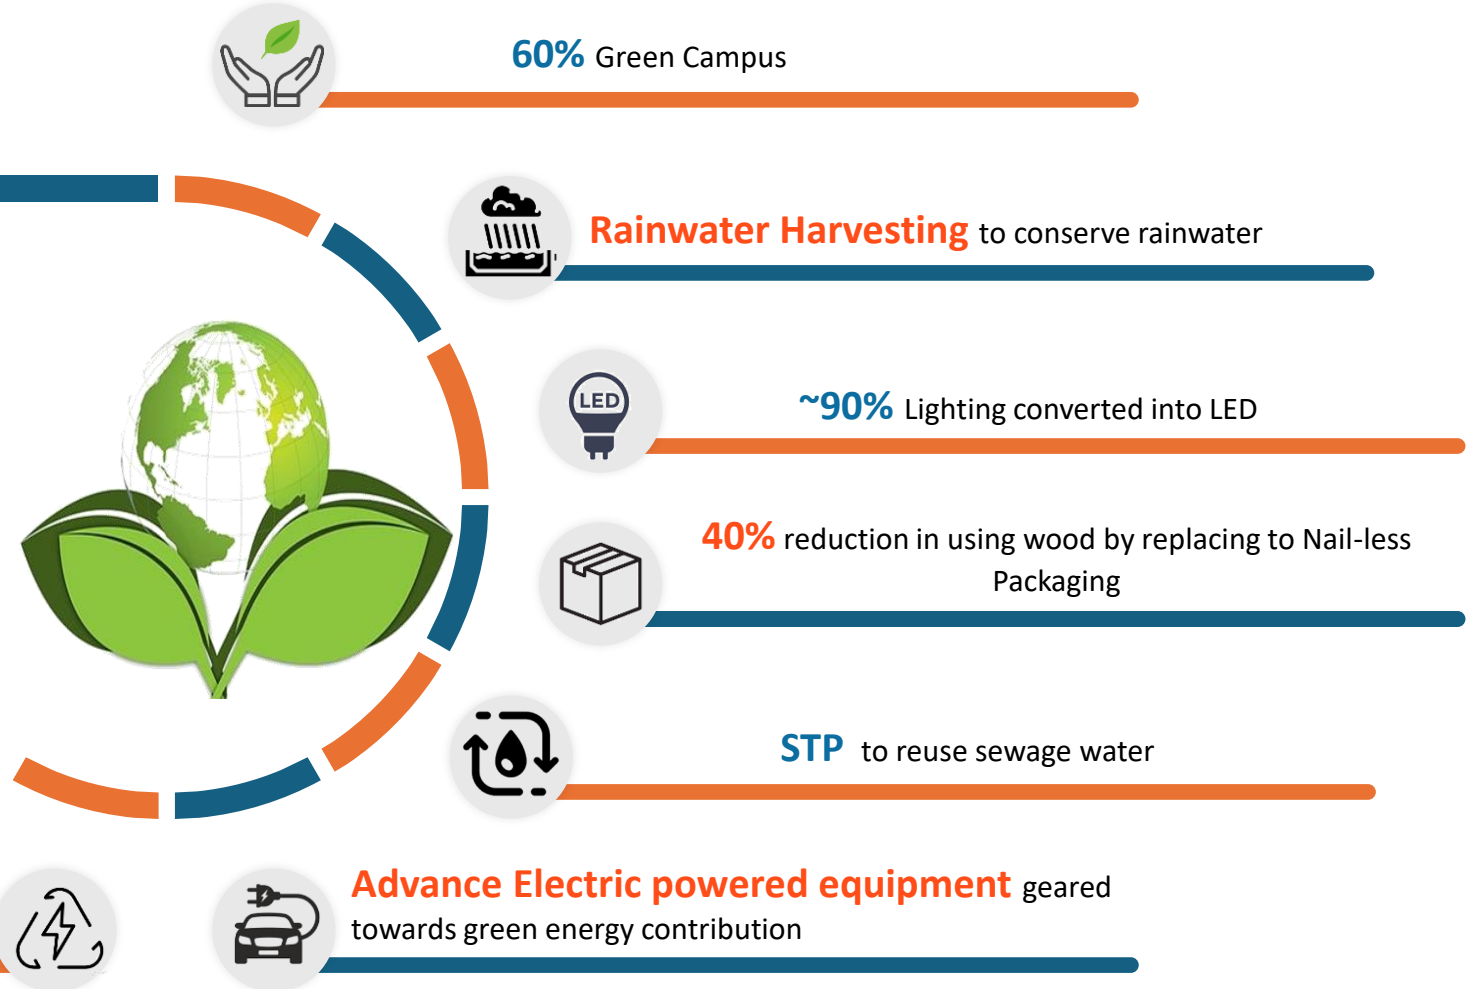 60% Green Campus
Rainwater Harvesting to conserve rainwater
LED
~90% Lighting converted into LED
40% reduction in using wood by replacing to Nail-less
Packaging
STP to reuse sewage water
Advance Electric powered equipment geared
towards green energy contribution